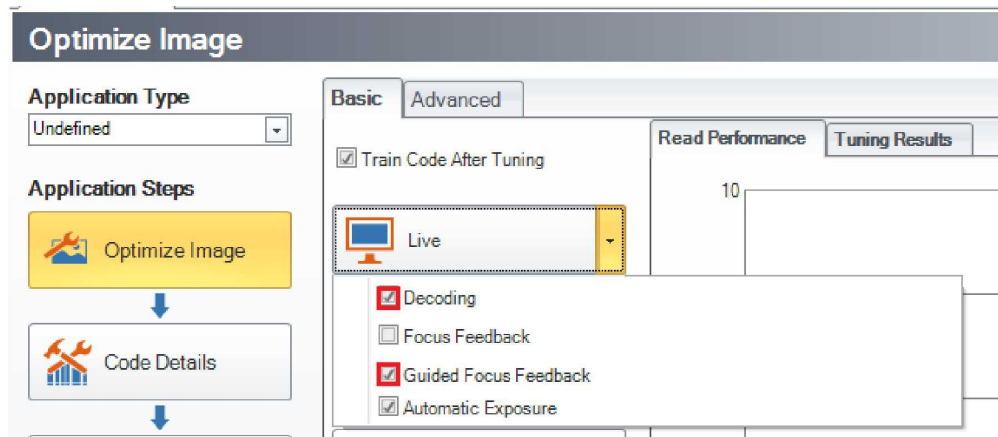 Optimize Image
Application Type
Undefined
Application Steps
Optimize Image
Code Details
Basic
Advanced
Train Code After Tuning
Live
Decoding
Focus Feedback
Guided Focus Feedback
Automatic Exposure
Read Performance
Tuning Results
10